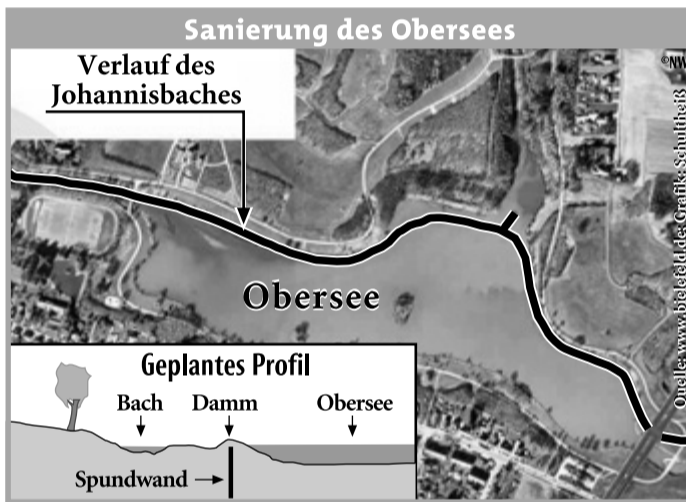 Sanierung des Obersees
Verlauf des
Johannisbaches
©NW
Obersee
Geplantes Profil
Bach
Damm
Obersee
Spundwand
Quelle: www.bielefeld.de; Grafik: Schultheiß